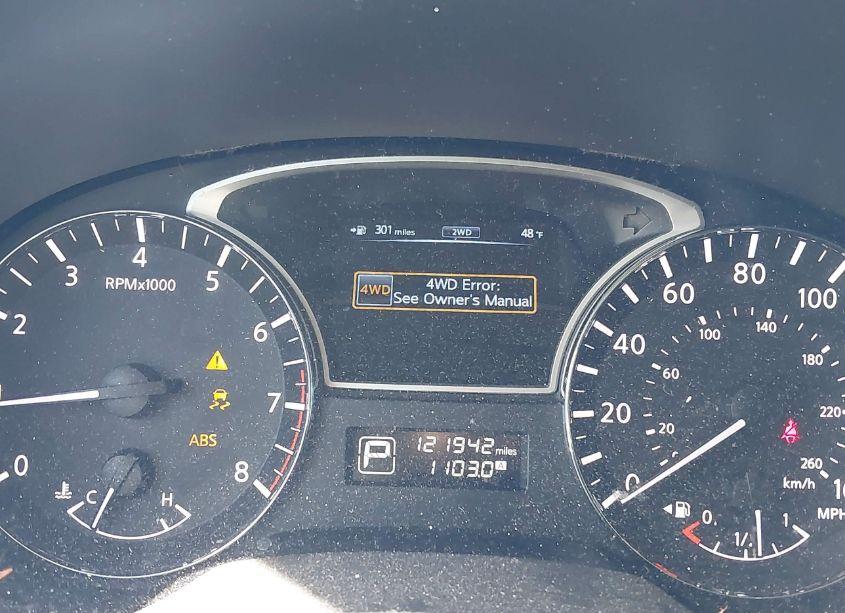 301 miles 2WD 48 °F
4WD 4WD Error:
See Owner's Manual
0
2
3
4
5
6
7
8
RPMx1000
ABS
C H
P 121942 miles
1103.0 A
0
20
40
60
80
100
20
60
100
140
180
220
260
km/h
MPH
0 1/ 1